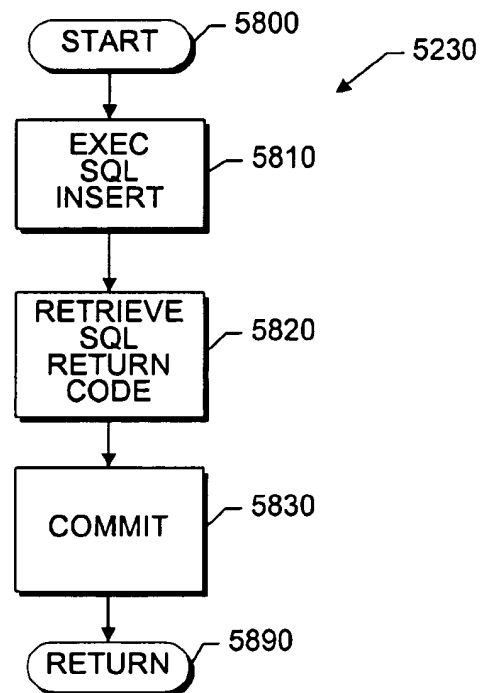 START
5800
5230
EXEC
SQL
INSERT
5810
RETRIEVE
SQL
RETURN
CODE
5820
COMMIT
5830
RETURN
5890